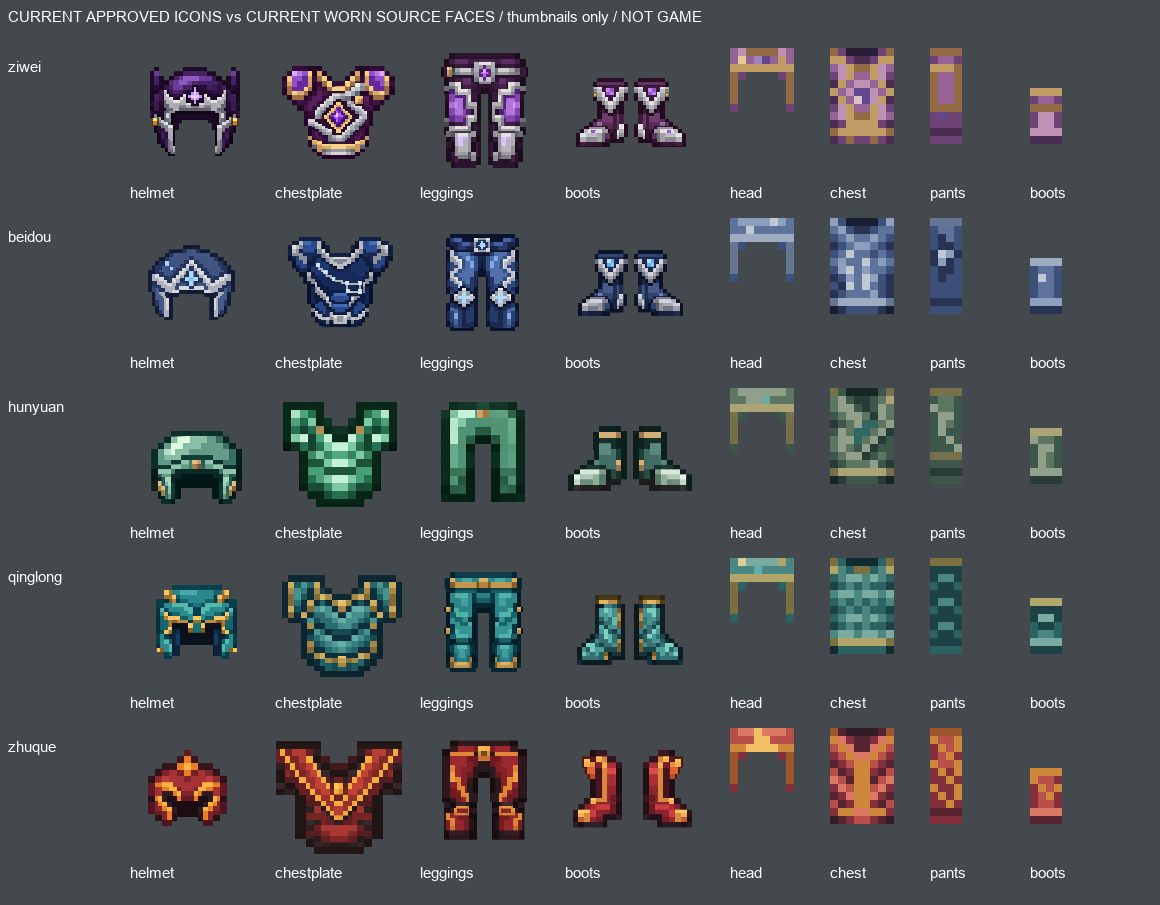 CURRENT APPROVED ICONS vs CURRENT WORN SOURCE FACES / thumbnails only / NOT GAME
ziwei
helmet chestplate leggings boots head chest pants boots
beidou
helmet chestplate leggings boots head chest pants boots
hunyuan
helmet chestplate leggings boots head chest pants boots
qinglong
helmet chestplate leggings boots head chest pants boots
zhuque
helmet chestplate leggings boots head chest pants boots